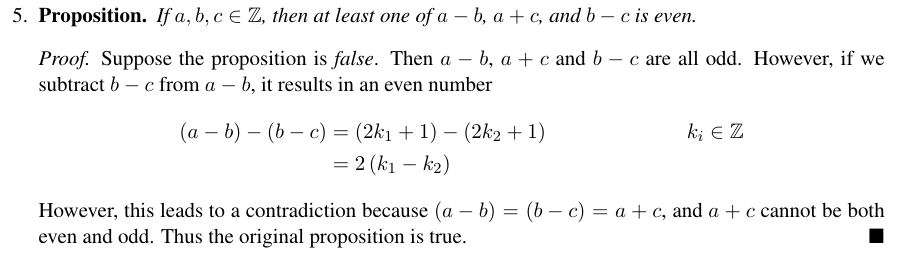 5. Proposition. If a, b, c ∈ ℤ, then at least one of a − b, a + c, and b − c is even.
Proof. Suppose the proposition is false. Then a − b, a + c and b − c are all odd. However, if we
subtract b − c from a − b, it results in an even number
(a − b) − (b − c) = (2k₁ + 1) − (2k₂ + 1) kᵢ ∈ ℤ
= 2 (k₁ − k₂)
However, this leads to a contradiction because (a − b) = (b − c) = a + c, and a + c cannot be both
even and odd. Thus the original proposition is true. ■